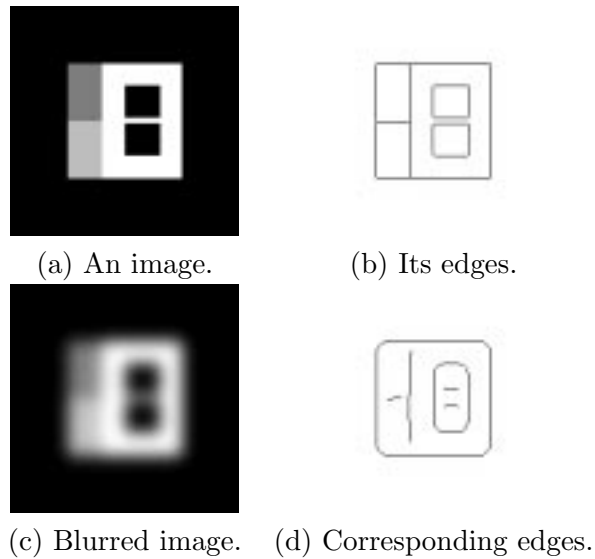 (a) An image.
(b) Its edges.
(c) Blurred image.
(d) Corresponding edges.